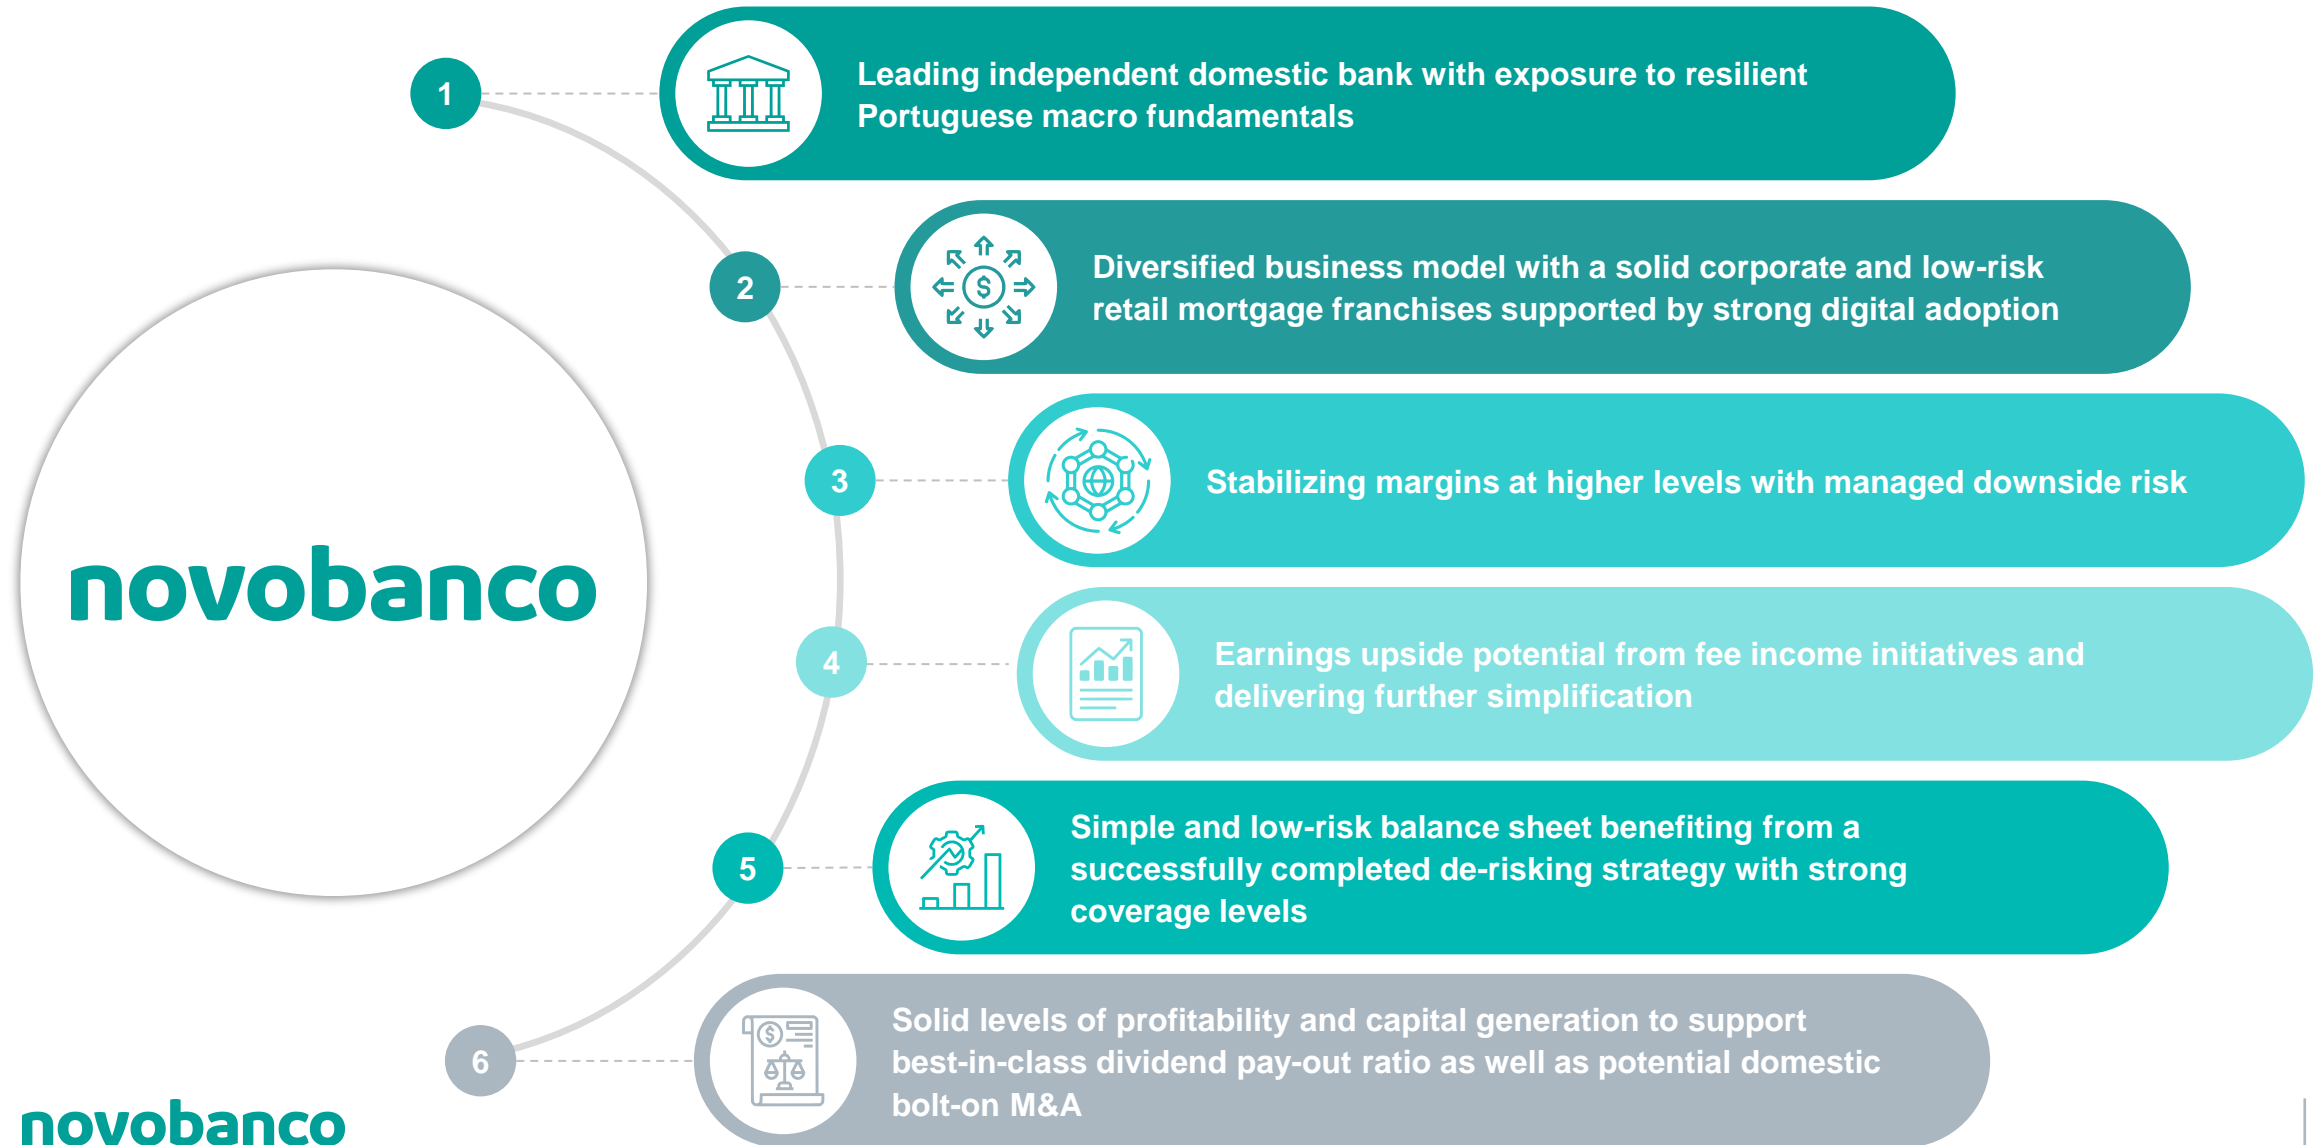 1
Leading independent domestic bank with exposure to resilient
Portuguese macro fundamentals
2
Diversified business model with a solid corporate and low-risk
retail mortgage franchises supported by strong digital adoption
3
Stabilizing margins at higher levels with managed downside risk
novobanco
4
Earnings upside potential from fee income initiatives and
delivering further simplification
5
Simple and low-risk balance sheet benefiting from a
successfully completed de-risking strategy with strong
coverage levels
6
Solid levels of profitability and capital generation to support
best-in-class dividend pay-out ratio as well as potential domestic
bolt-on M&A
novobanco